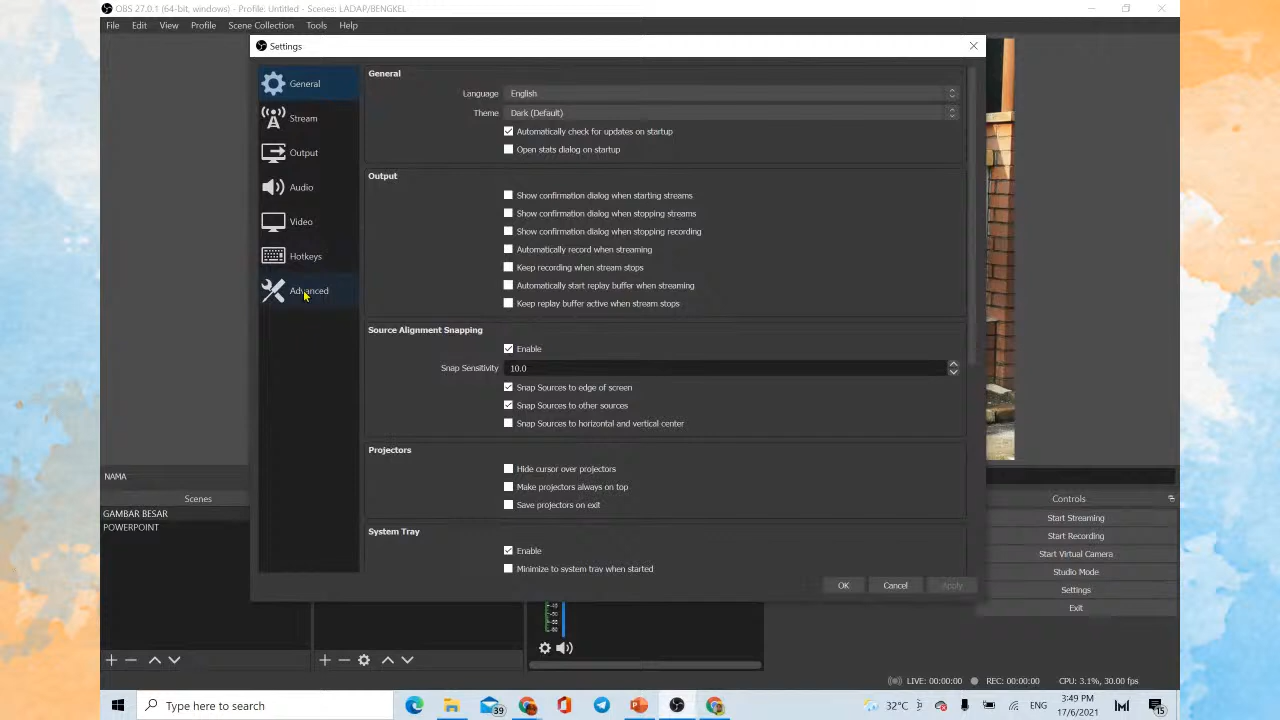 OBS 27.0.1 (64-bit, windows) - Profile: Untitled - Scenes: LADAP/BENGKEL
File Edit View Profile Scene Collection Tools Help
Settings
General
Stream
Output
Audio
Video
Hotkeys
Advanced
General
Language English
Theme Dark (Default)
Automatically check for updates on startup
Open stats dialog on startup
Output
Show confirmation dialog when starting streams
Show confirmation dialog when stopping streams
Show confirmation dialog when stopping recording
Automatically record when streaming
Keep recording when stream stops
Automatically start replay buffer when streaming
Keep replay buffer active when stream stops
Source Alignment Snapping
Enable
Snap Sensitivity 10.0
Snap Sources to edge of screen
Snap Sources to other sources
Snap Sources to horizontal and vertical center
Projectors
Hide cursor over projectors
Make projectors always on top
Save projectors on exit
System Tray
Enable
Minimize to system tray when started
OK Cancel Apply
NAMA
Scenes
GAMBAR BESAR
POWERPOINT
Controls
Start Streaming
Start Recording
Start Virtual Camera
Studio Mode
Settings
Exit
LIVE: 00:00:00 REC: 00:00:00 CPU: 3.1%, 30.00 fps
Type here to search
39
32°C
ENG
3:49 PM
17/6/2021
15